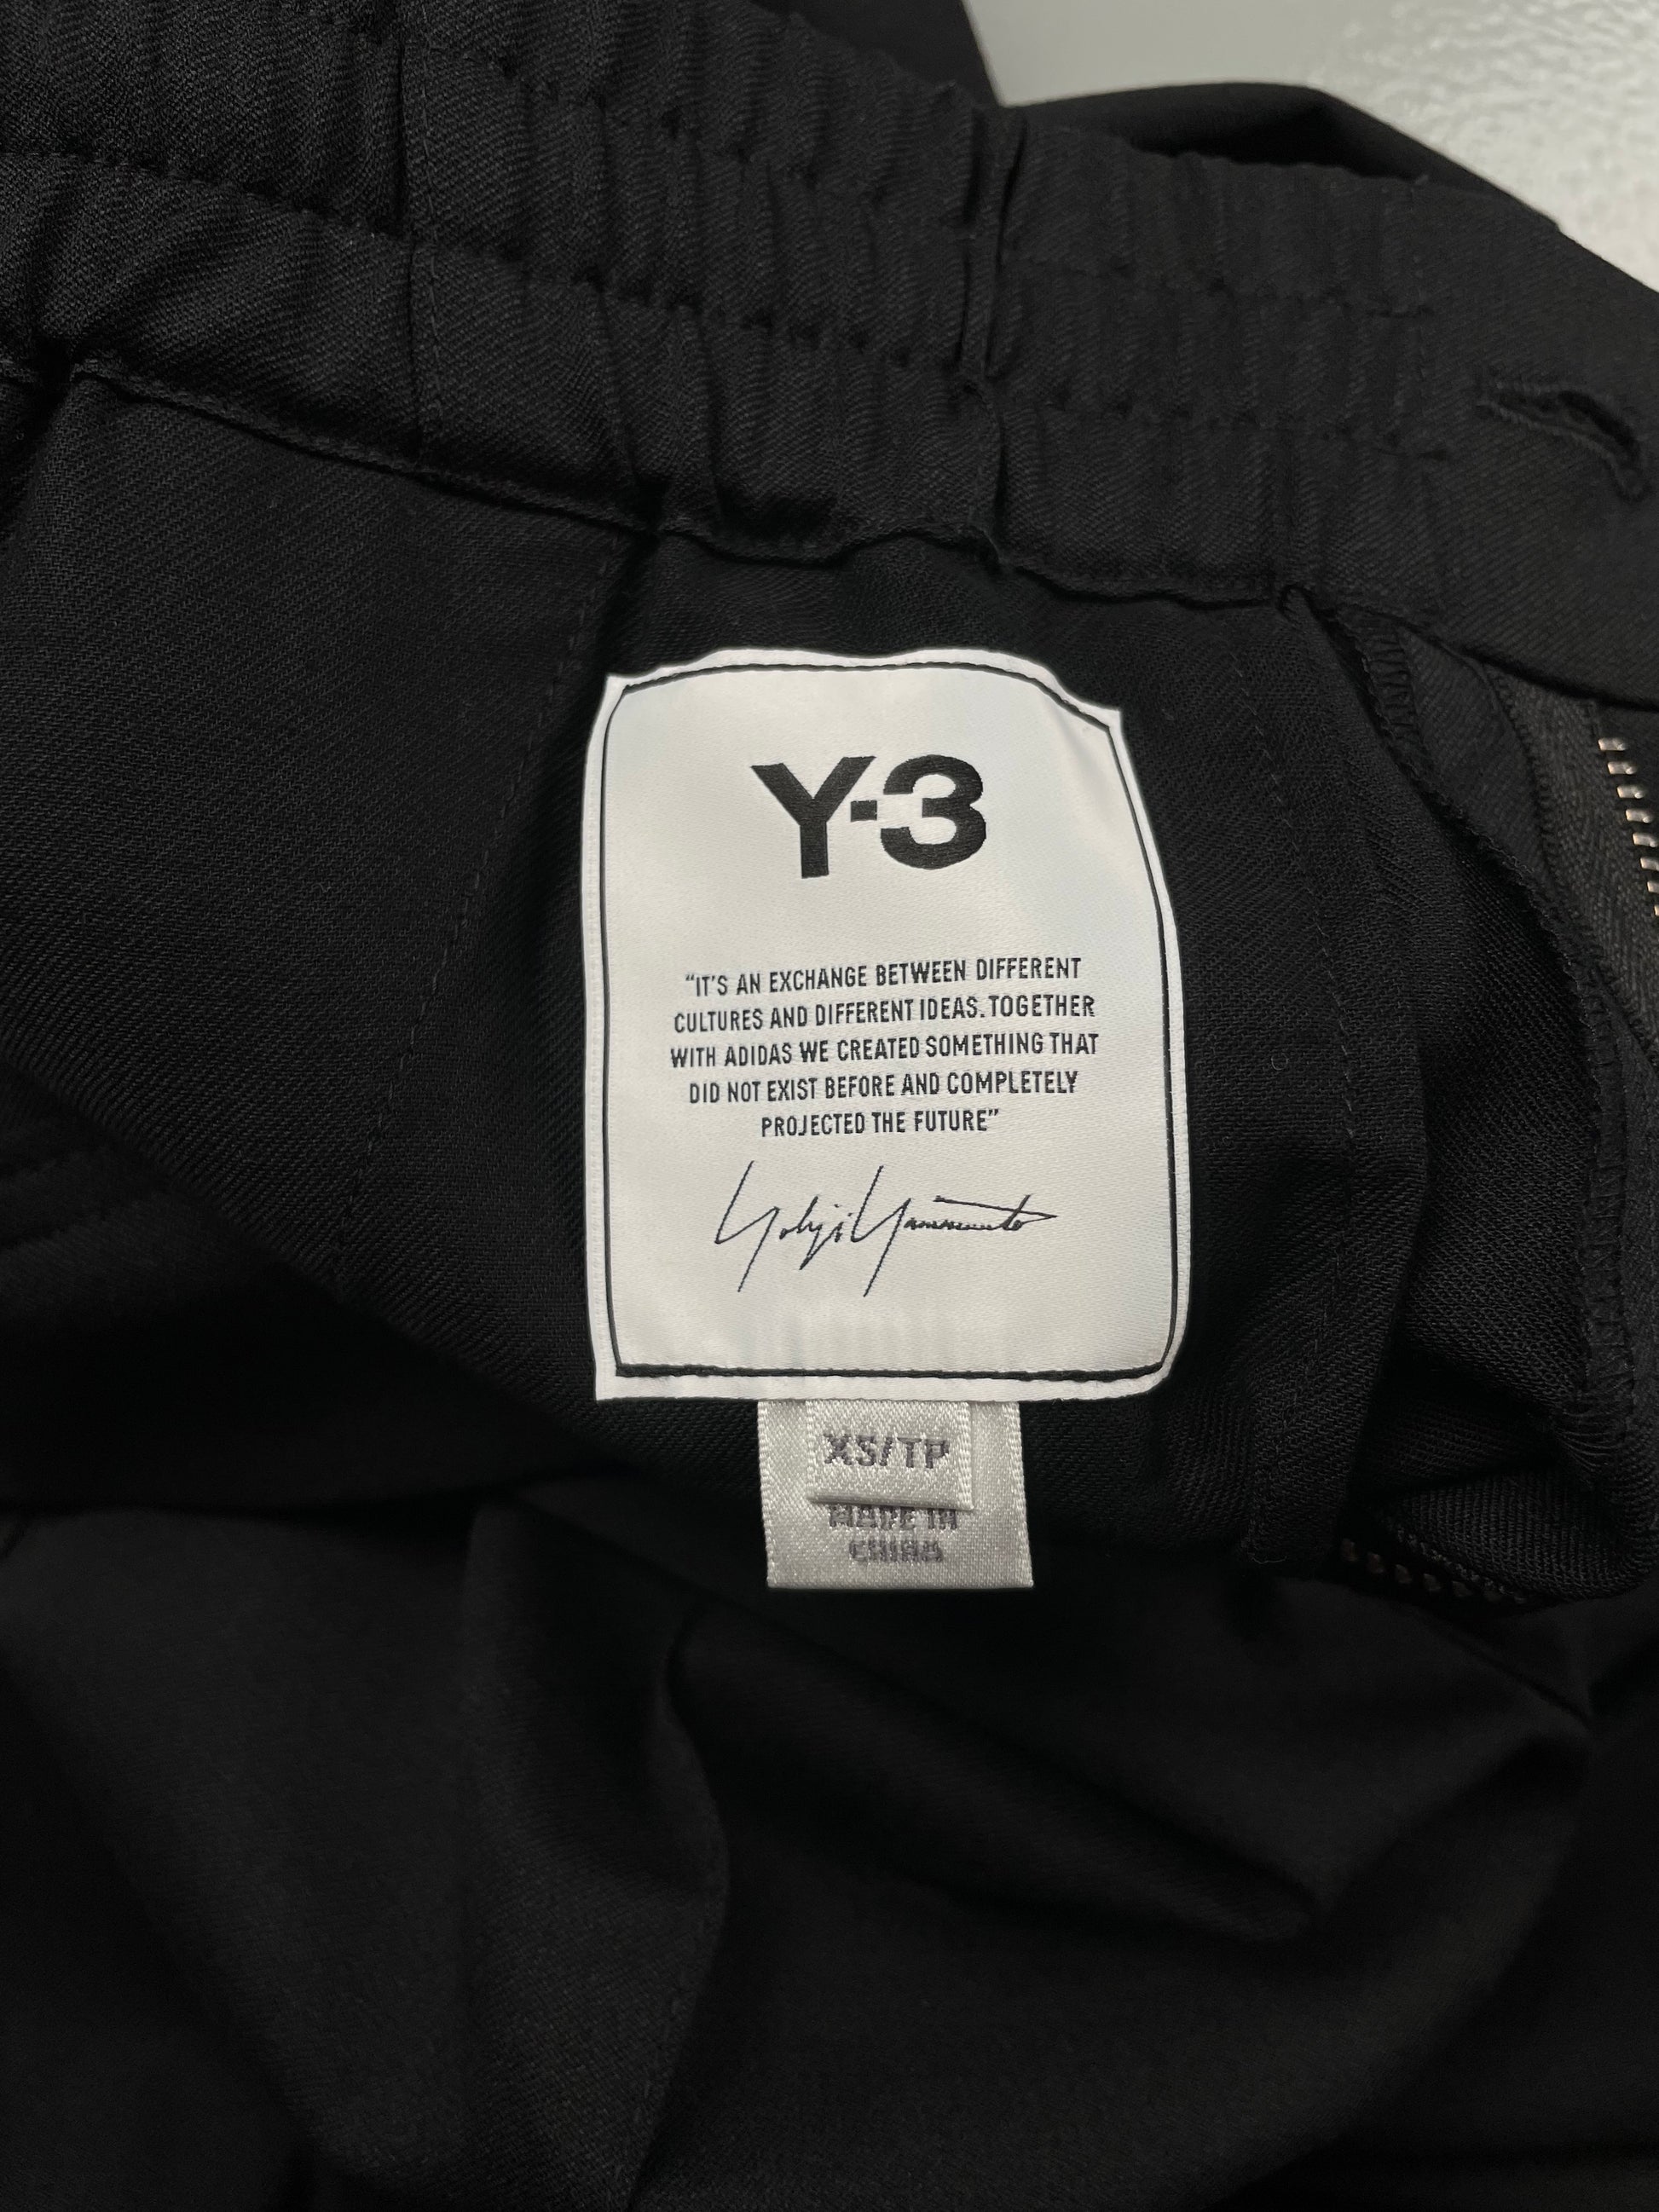 Y-3
“IT'S AN EXCHANGE BETWEEN DIFFERENT
CULTURES AND DIFFERENT IDEAS. TOGETHER
WITH ADIDAS WE CREATED SOMETHING THAT
DID NOT EXIST BEFORE AND COMPLETELY
PROJECTED THE FUTURE”
Yohji Yamamoto
XS/TP
MADE IN
CHINA